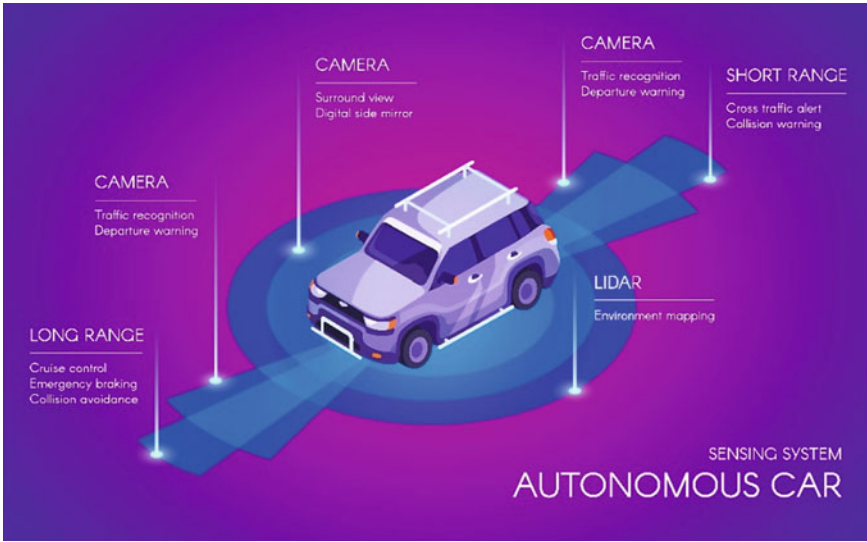 CAMERA
Surround view
Digital side mirror
CAMERA
Traffic recognition
Departure warning
SHORT RANGE
Cross traffic alert
Collision warning
CAMERA
Traffic recognition
Departure warning
LIDAR
Environment mapping
LONG RANGE
Cruise control
Emergency braking
Collision avoidance
SENSING SYSTEM
AUTONOMOUS CAR